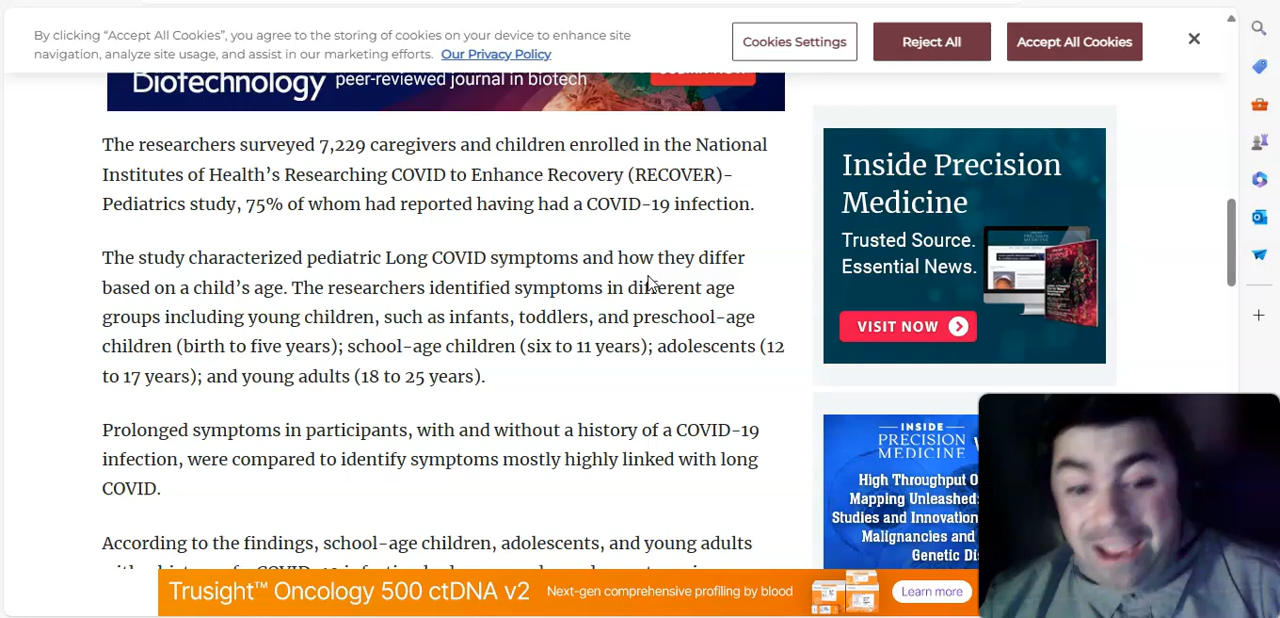 By clicking “Accept All Cookies”, you agree to the storing of cookies on your device to enhance site
navigation, analyze site usage, and assist in our marketing efforts. Our Privacy Policy
Cookies Settings
Reject All
Accept All Cookies
Biotechnology
peer-reviewed journal in biotech
The researchers surveyed 7,229 caregivers and children enrolled in the National
Institutes of Health’s Researching COVID to Enhance Recovery (RECOVER)-
Pediatrics study, 75% of whom had reported having had a COVID-19 infection.
The study characterized pediatric Long COVID symptoms and how they differ
based on a child’s age. The researchers identified symptoms in different age
groups including young children, such as infants, toddlers, and preschool-age
children (birth to five years); school-age children (six to 11 years); adolescents (12
to 17 years); and young adults (18 to 25 years).
Prolonged symptoms in participants, with and without a history of a COVID-19
infection, were compared to identify symptoms mostly highly linked with long
COVID.
According to the findings, school-age children, adolescents, and young adults
Inside Precision
Medicine
Trusted Source.
Essential News.
VISIT NOW
INSIDE
PRECISION
MEDICINE
High Throughput O
Mapping Unleashed:
Studies and Innovation
Malignancies and
Genetic Di
Trusight™ Oncology 500 ctDNA v2
Next-gen comprehensive profiling by blood
Learn more